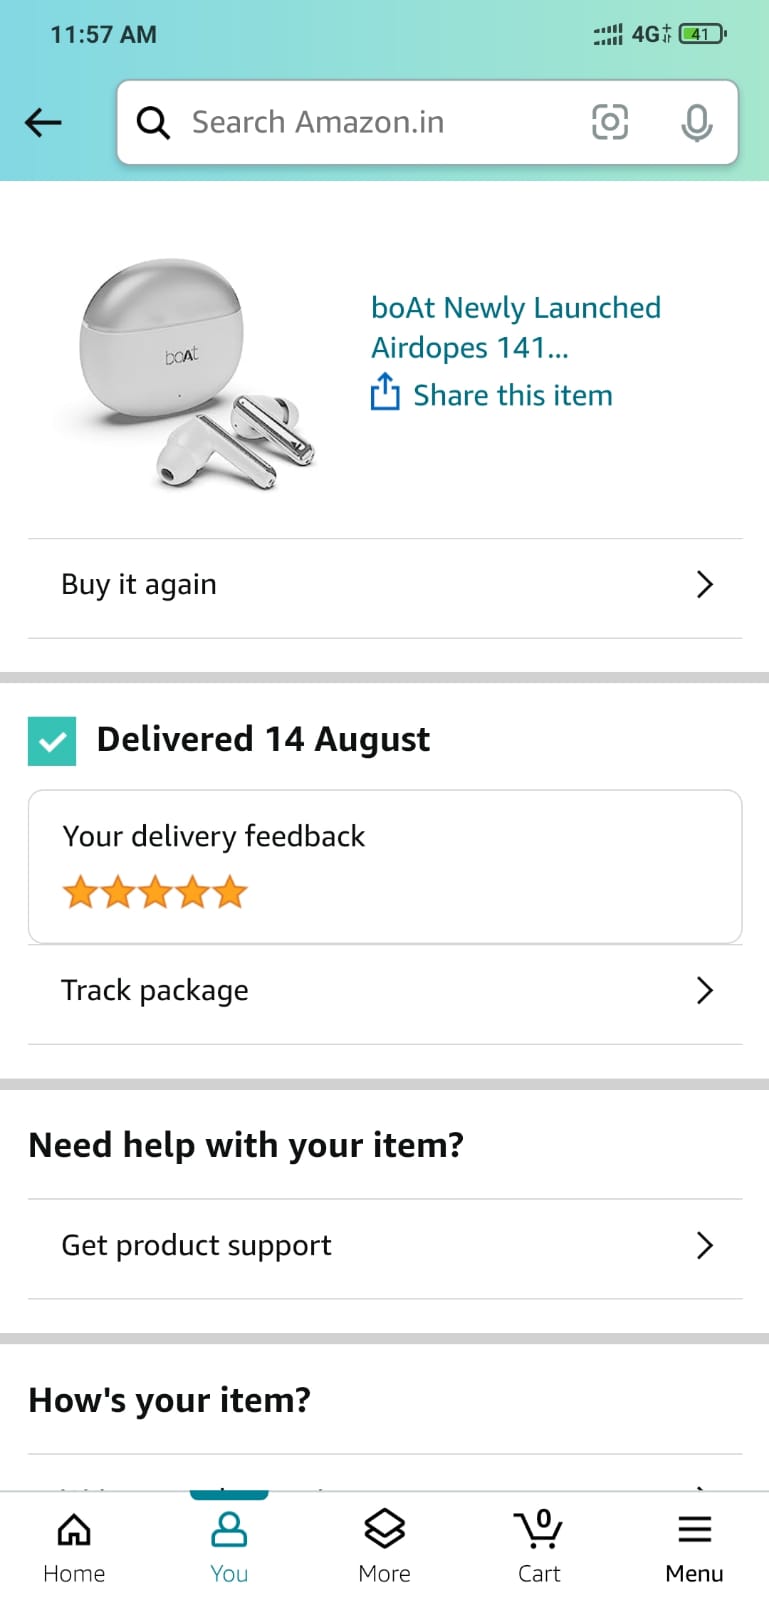 11:57 AM
4G 41
Search Amazon.in
boAt
boAt Newly Launched
Airdopes 141...
Share this item
Buy it again
Delivered 14 August
Your delivery feedback
Track package
Need help with your item?
Get product support
How's your item?
0
Home
You
More
Cart
Menu